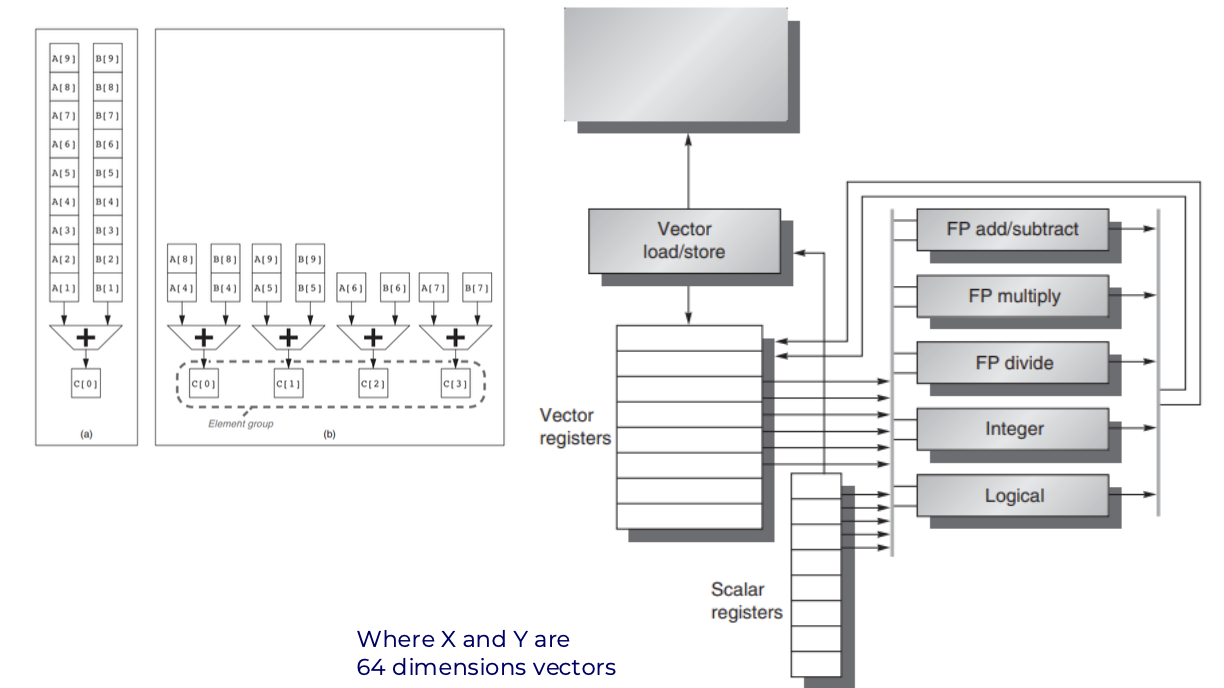 A[9] B[9]
A[8] B[8]
A[7] B[7]
A[6] B[6]
A[5] B[5]
A[4] B[4]
A[3] B[3]
A[2] B[2]
A[1] B[1]
+
C[0]
(a)
A[8] B[8] A[9] B[9]
A[4] B[4] A[5] B[5] A[6] B[6] A[7] B[7]
+ + + +
C[0] C[1] C[2] C[3]
Element group
(b)
Vector
load/store
FP add/subtract
FP multiply
FP divide
Integer
Logical
Vector
registers
Scalar
registers
Where X and Y are
64 dimensions vectors